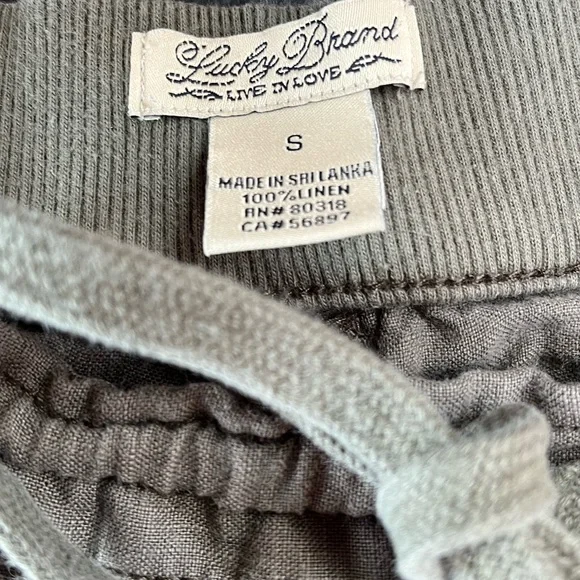 Lucky Brand
LIVE IN LOVE
S
MADE IN SRI LANKA
100% LINEN
RN# 80318
CA# 56897